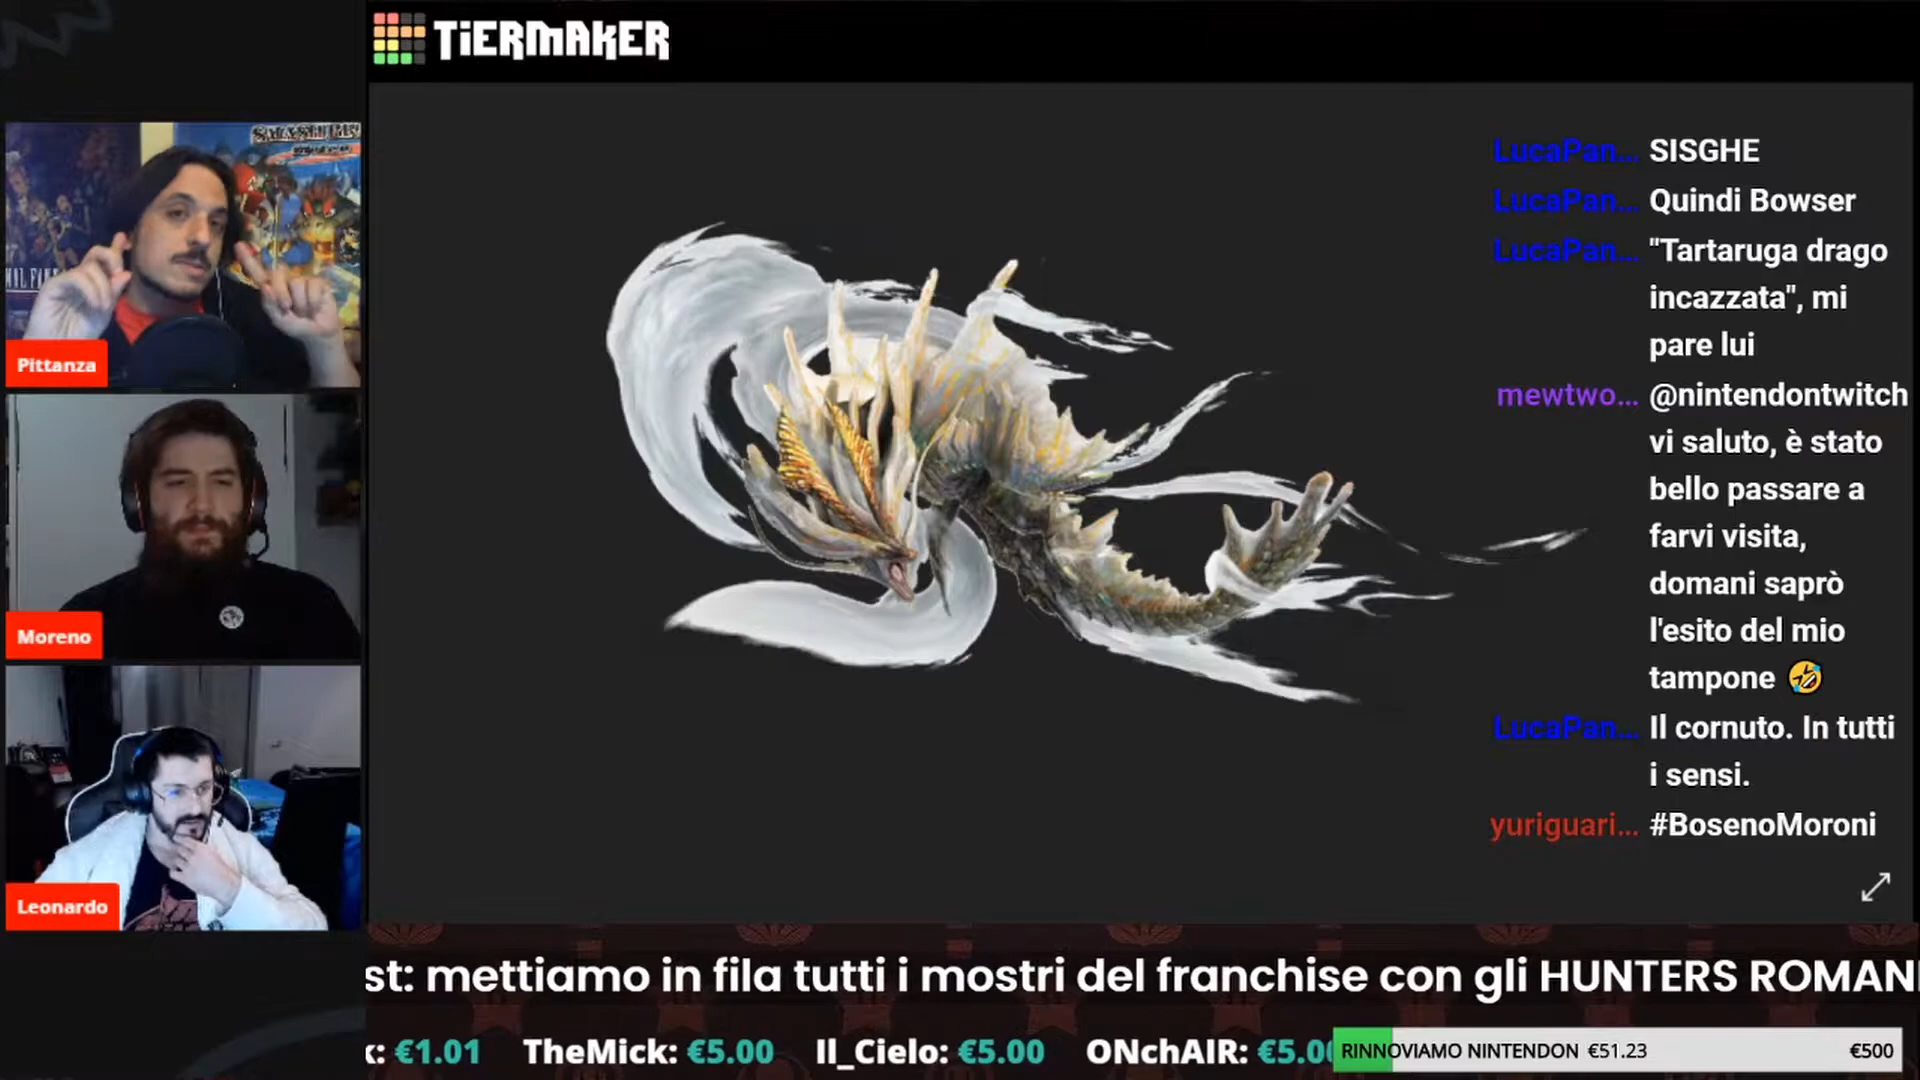 TiERMAKER
Pittanza
Moreno
Leonardo
LucaPan... SISGHE
LucaPan... Quindi Bowser
LucaPan... "Tartaruga drago
incazzata", mi
pare lui
mewtwo... @nintendontwitch
vi saluto, è stato
bello passare a
farvi visita,
domani saprò
l'esito del mio
tampone 🤣
LucaPan... Il cornuto. In tutti
i sensi.
yuriguari... #BosenoMoroni
st: mettiamo in fila tutti i mostri del franchise con gli HUNTERS ROMANI
k: €1.01 TheMick: €5.00 Il_Cielo: €5.00 ONchAIR: €5.00
RINNOVIAMO NINTENDON €51.23 €500